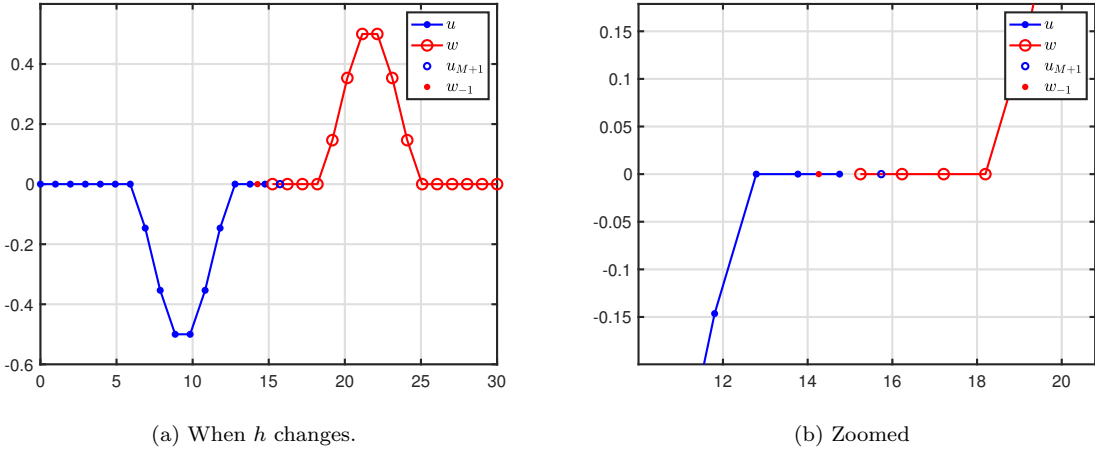 0.4
0.2
0
-0.2
-0.4
-0.6
0 5 10 15 20 25 30
u
w
u_{M+1}
w_{-1}
(a) When h changes.
0.15
0.1
0.05
0
-0.05
-0.1
-0.15
12 14 16 18 20
u
w
u_{M+1}
w_{-1}
(b) Zoomed